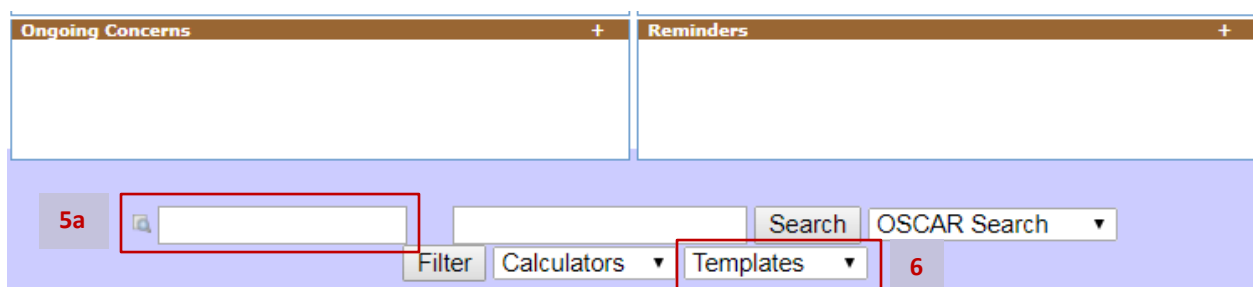 Ongoing Concerns + Reminders +
5a Search OSCAR Search
Filter Calculators Templates 6